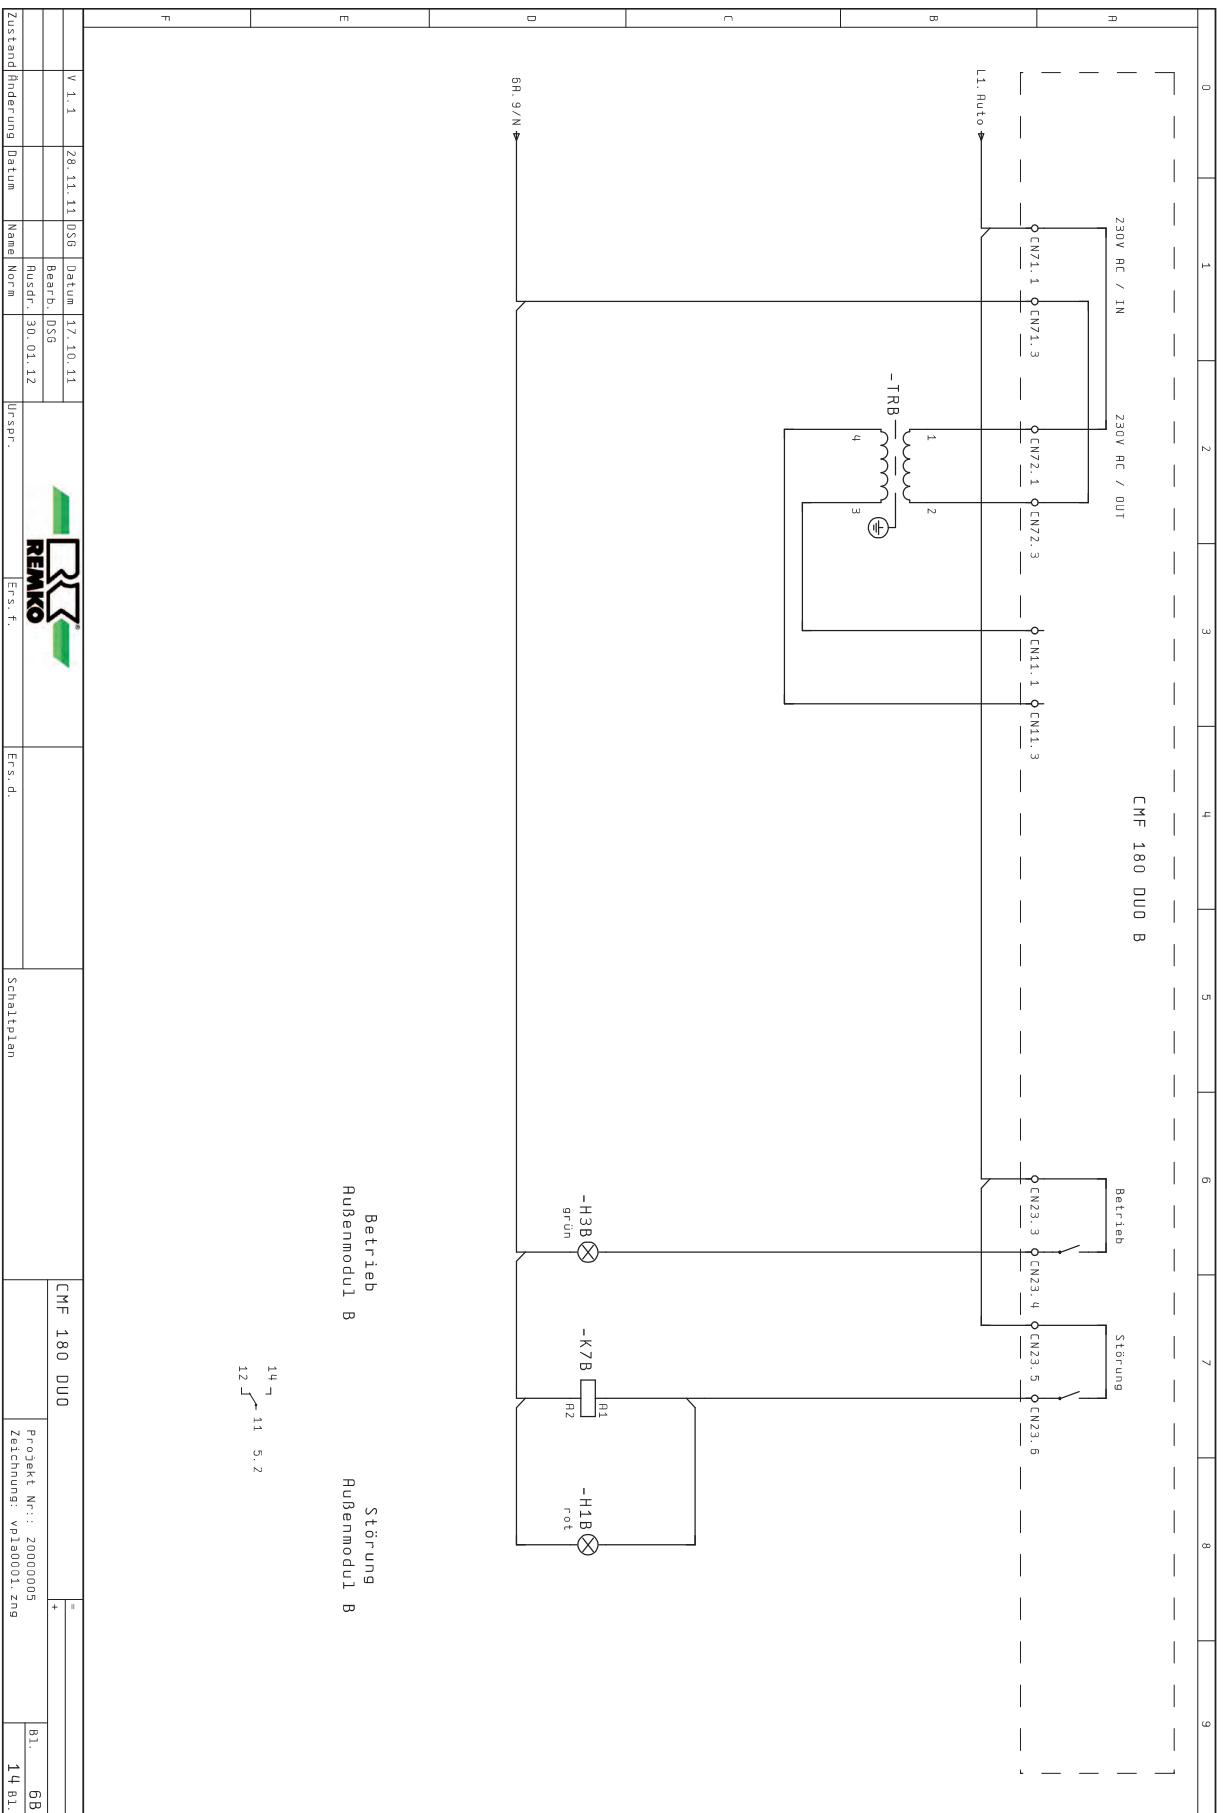 0 1 2 3 4 5 6 7 8 9
A
B
C
D
E
F
CMF 180 DUO B
230V AC / IN
230V AC / OUT
Betrieb
Störung
CN71.1
CN71.3
CN72.1
CN72.3
CN11.1
CN11.3
CN23.3
CN23.4
CN23.5
CN23.6
L1.Auto
-TRB
1
2
4
3
6A.9/N
-H3B
grün
-K7B
A1
A2
-H1B
rot
Betrieb
Außenmodul B
Störung
Außenmodul B
14
12
11 5.2
V 1.1 28.11.11 DSG
Zustand Änderung Datum Name
Datum 17.10.11
Bearb. DSG
Ausdr. 30.01.12
Norm
REMKO
®
Urspr.
Ers.f.
Ers.d.
Schaltplan
CMF 180 DUO
=
+
Projekt Nr:: 20000005
Zeichnung: vpla0001.zng
Bl. 6B
14 Bl.